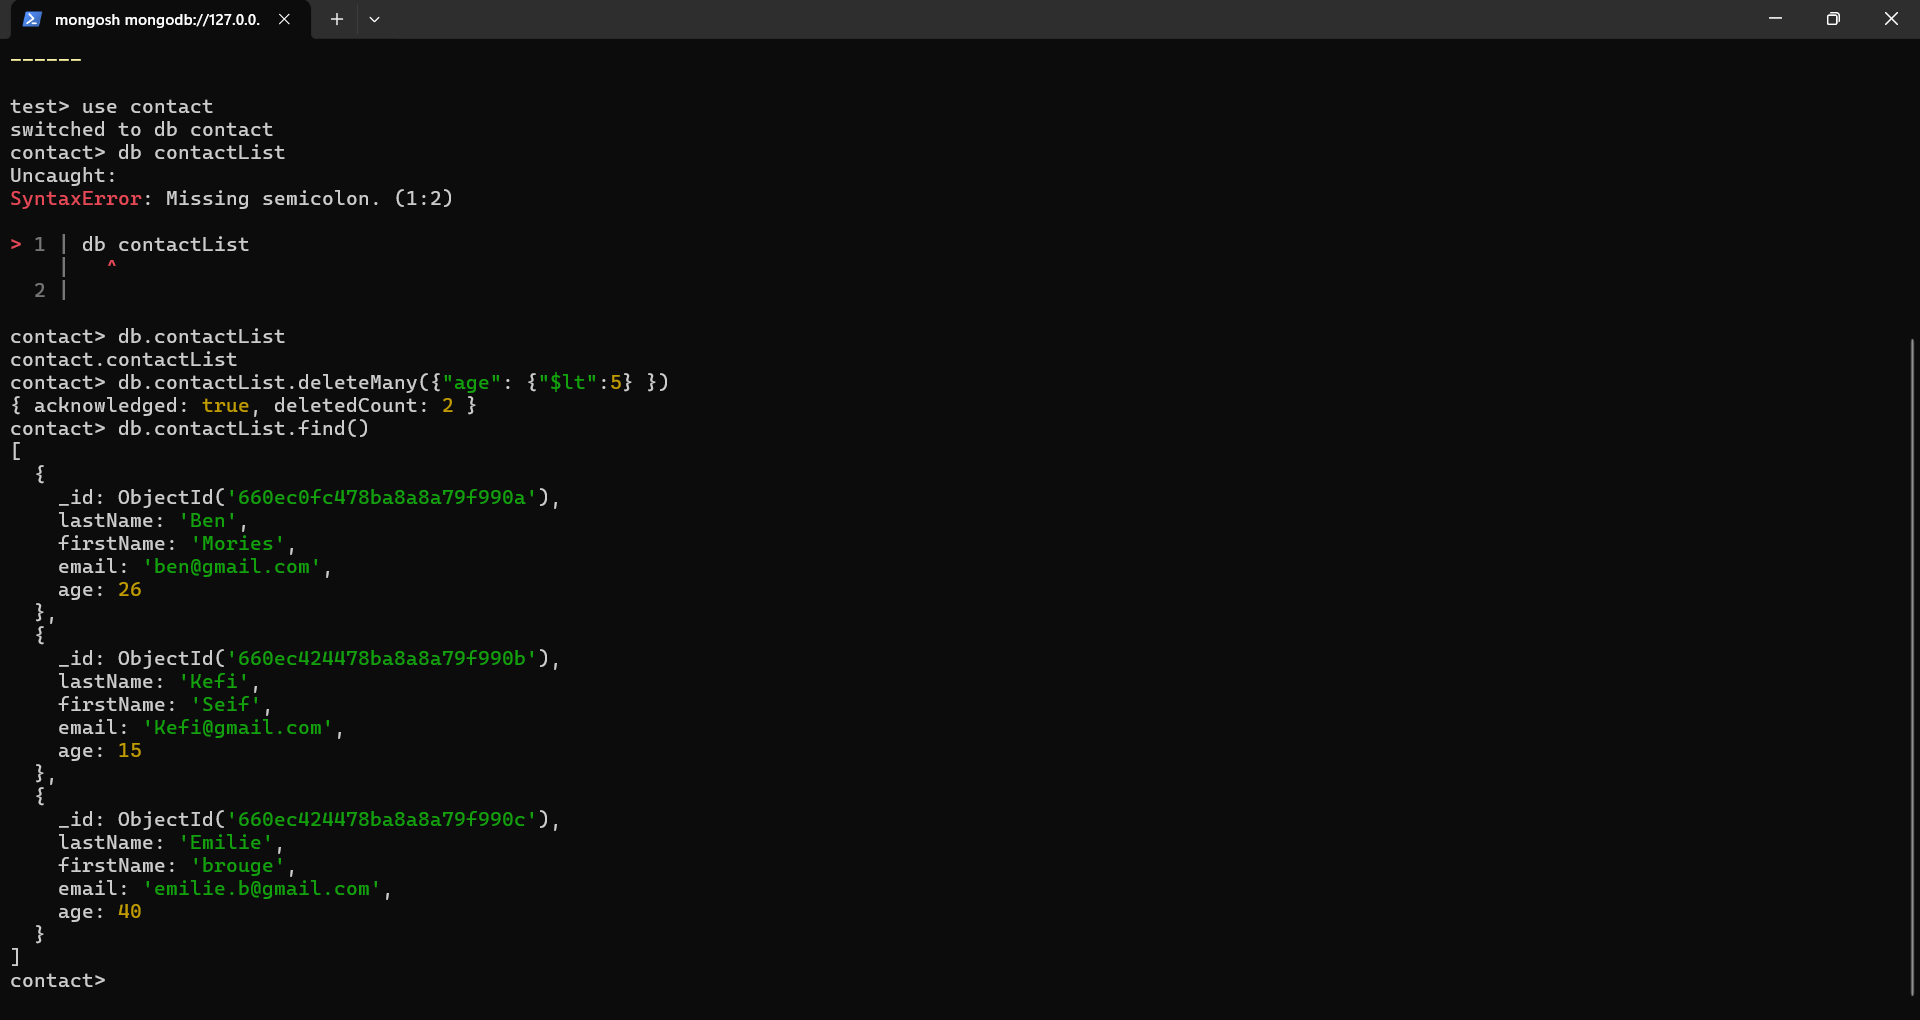 mongosh mongodb://127.0.0.
------
test> use contact
switched to db contact
contact> db contactList
Uncaught:
SyntaxError: Missing semicolon. (1:2)
> 1 | db contactList
    |   ^
  2 |
contact> db.contactList
contact.contactList
contact> db.contactList.deleteMany({"age": {"$lt":5} })
{ acknowledged: true, deletedCount: 2 }
contact> db.contactList.find()
[
  {
    _id: ObjectId('660ec0fc478ba8a8a79f990a'),
    lastName: 'Ben',
    firstName: 'Mories',
    email: 'ben@gmail.com',
    age: 26
  },
  {
    _id: ObjectId('660ec424478ba8a8a79f990b'),
    lastName: 'Kefi',
    firstName: 'Seif',
    email: 'Kefi@gmail.com',
    age: 15
  },
  {
    _id: ObjectId('660ec424478ba8a8a79f990c'),
    lastName: 'Emilie',
    firstName: 'brouge',
    email: 'emilie.b@gmail.com',
    age: 40
  }
]
contact>